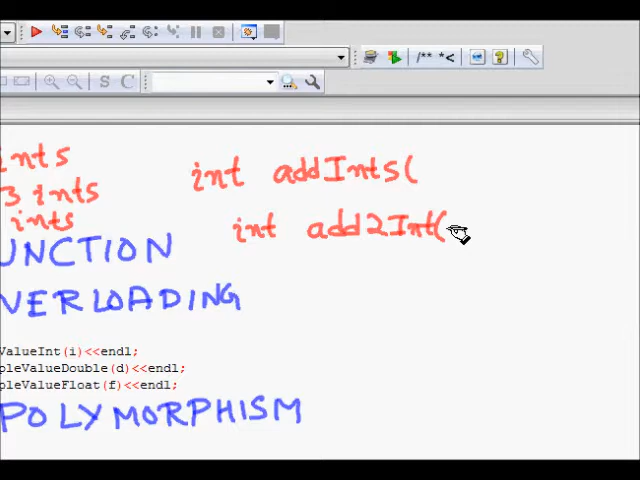 S C
/** *<
ints
int addInts(
3 ints
ints
int add2Int(
UNCTION
VERLOADING
ValueInt(i)<<endl;
pleValueDouble(d)<<endl;
pleValueFloat(f)<<endl;
POLYMORPHISM